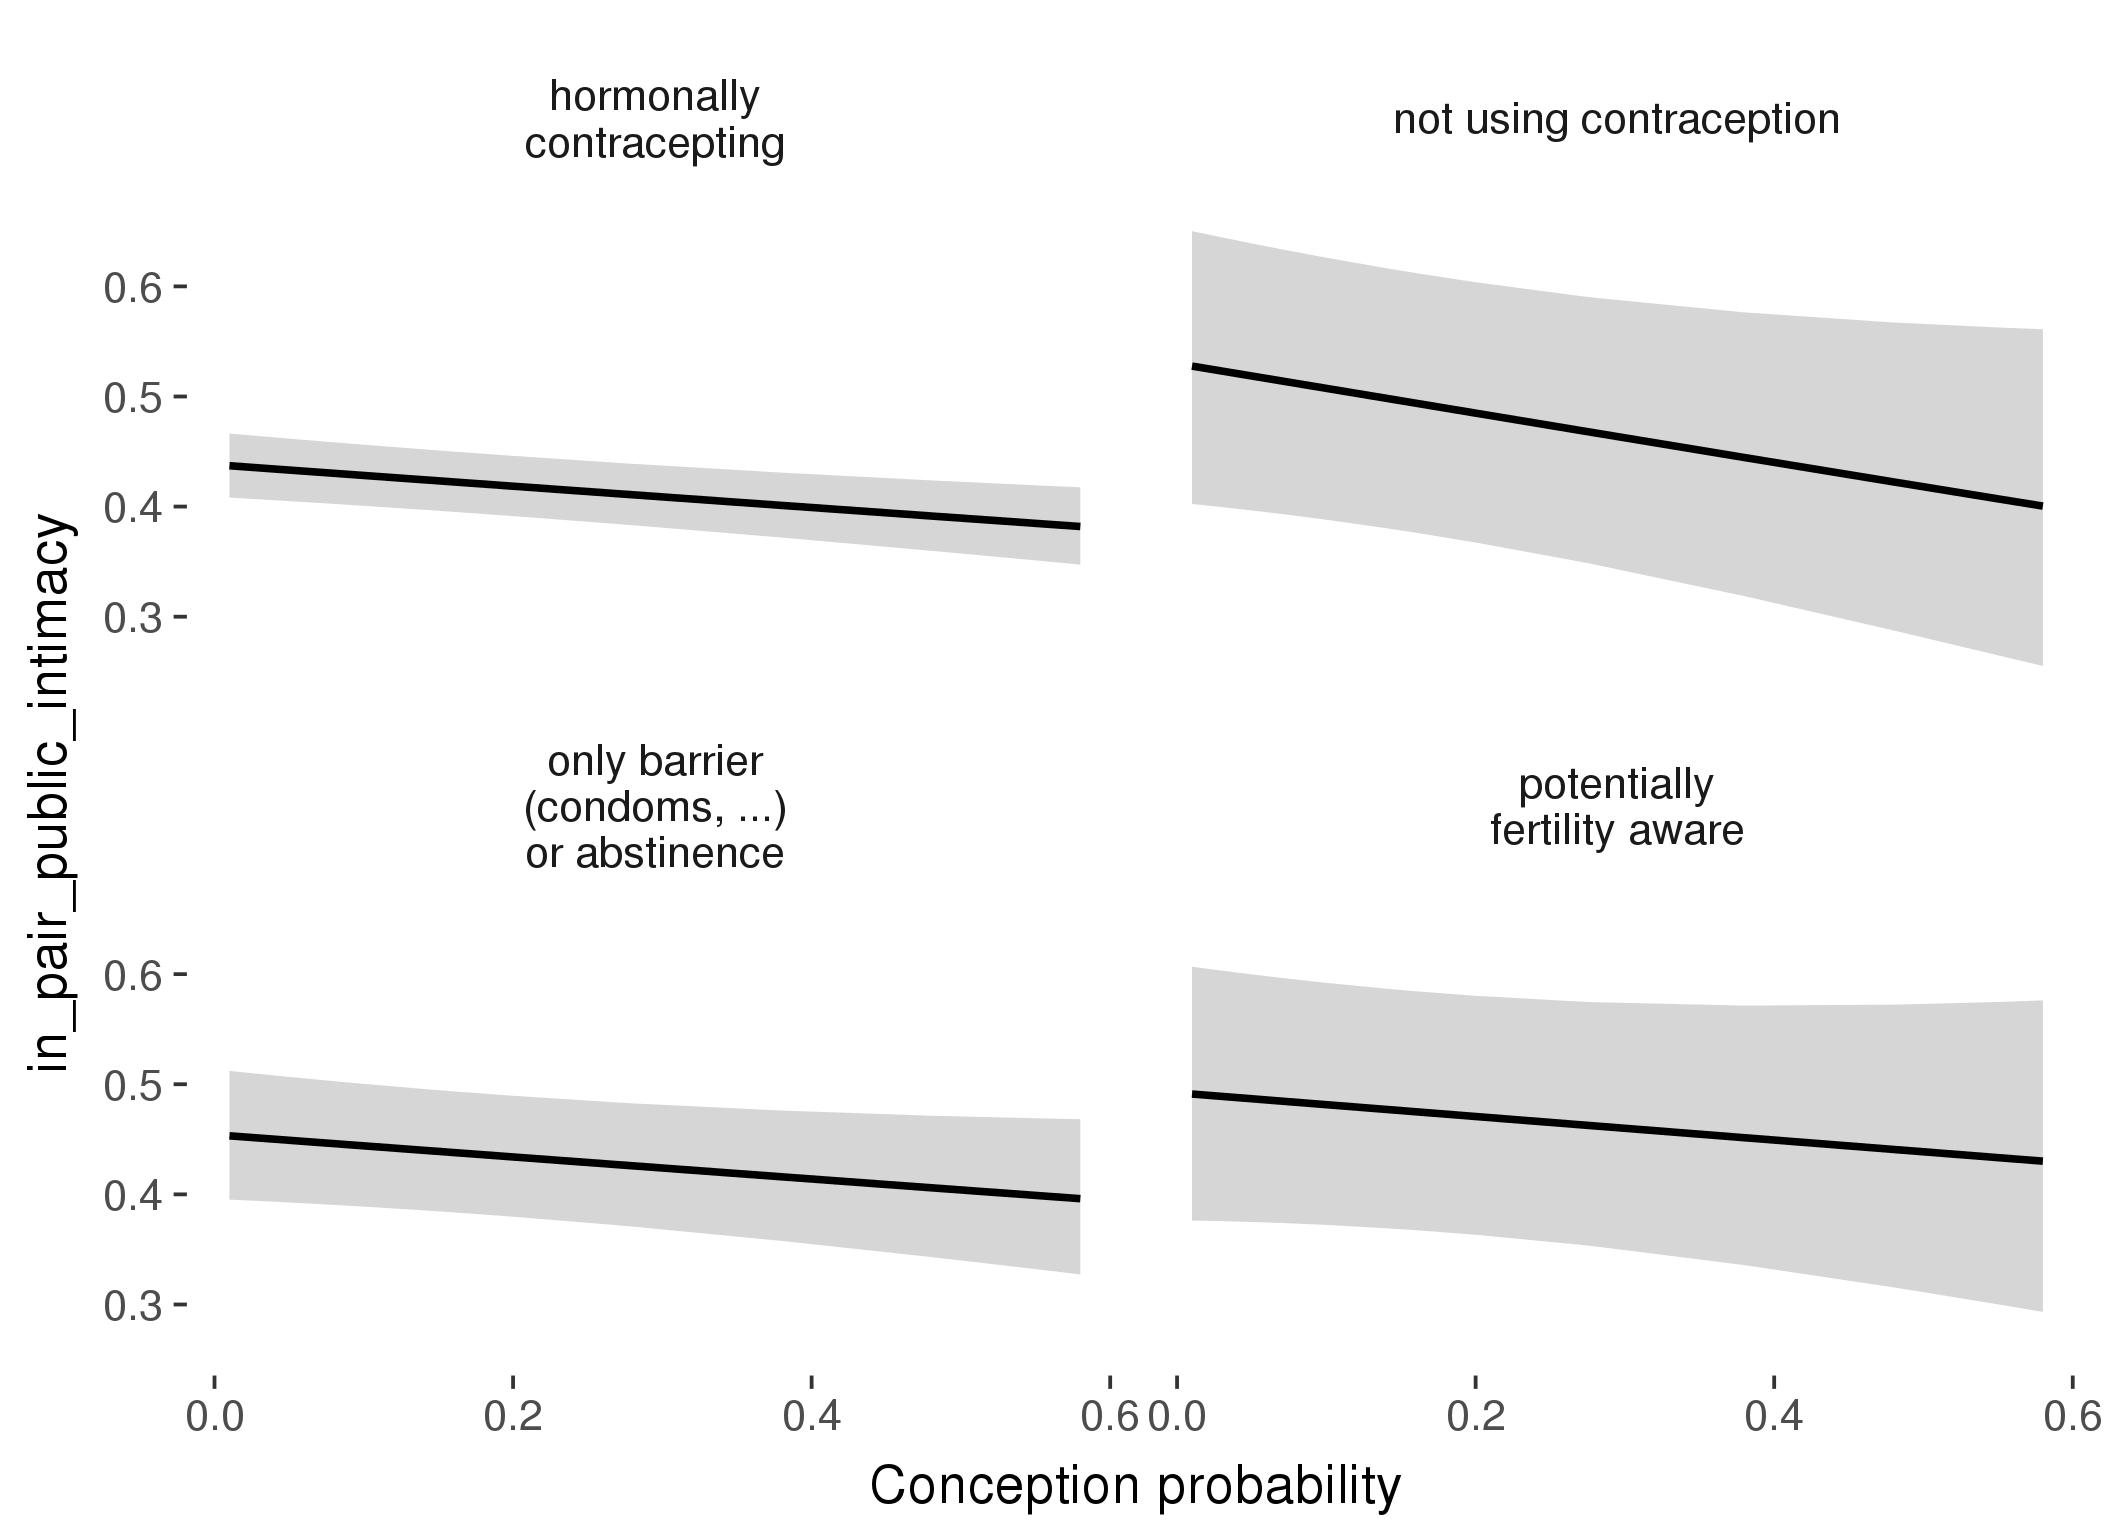 hormonally
contracepting
not using contraception
0.6
0.5
0.4
0.3
only barrier
(condoms, ...)
or abstinence
potentially
fertility aware
0.6
0.5
0.4
0.3
in_pair_public_intimacy
0.0 0.2 0.4 0.6 0.0 0.2 0.4 0.6
Conception probability